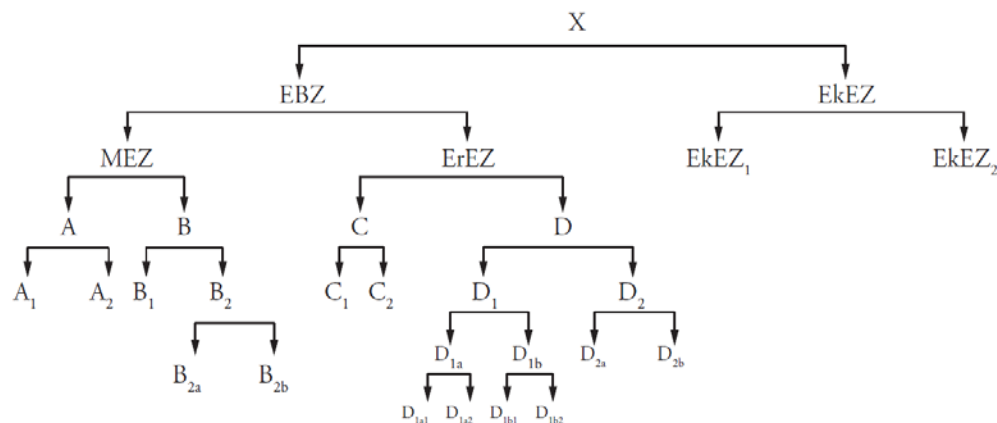 X
EBZ EkEZ
MEZ ErEZ EkEZ₁ EkEZ₂
A B C D
A₁ A₂ B₁ B₂ C₁ C₂ D₁ D₂
B₂ₐ B₂b D₁ₐ D₁b D₂ₐ D₂b
D₁ₐ₁ D₁ₐ₂ D₁b₁ D₁b₂